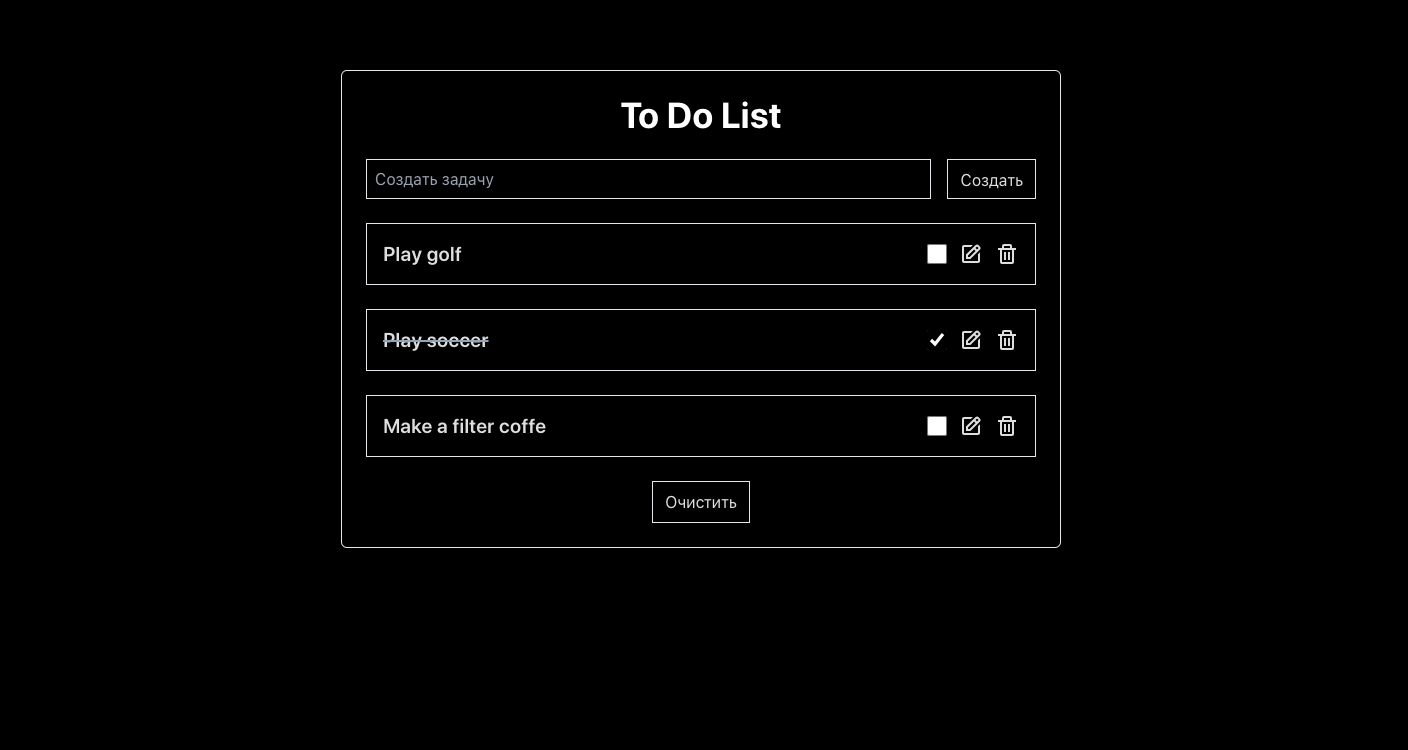 To Do List
Создать задачу
Создать
Play golf
Play soccer
Make a filter coffe
Очистить